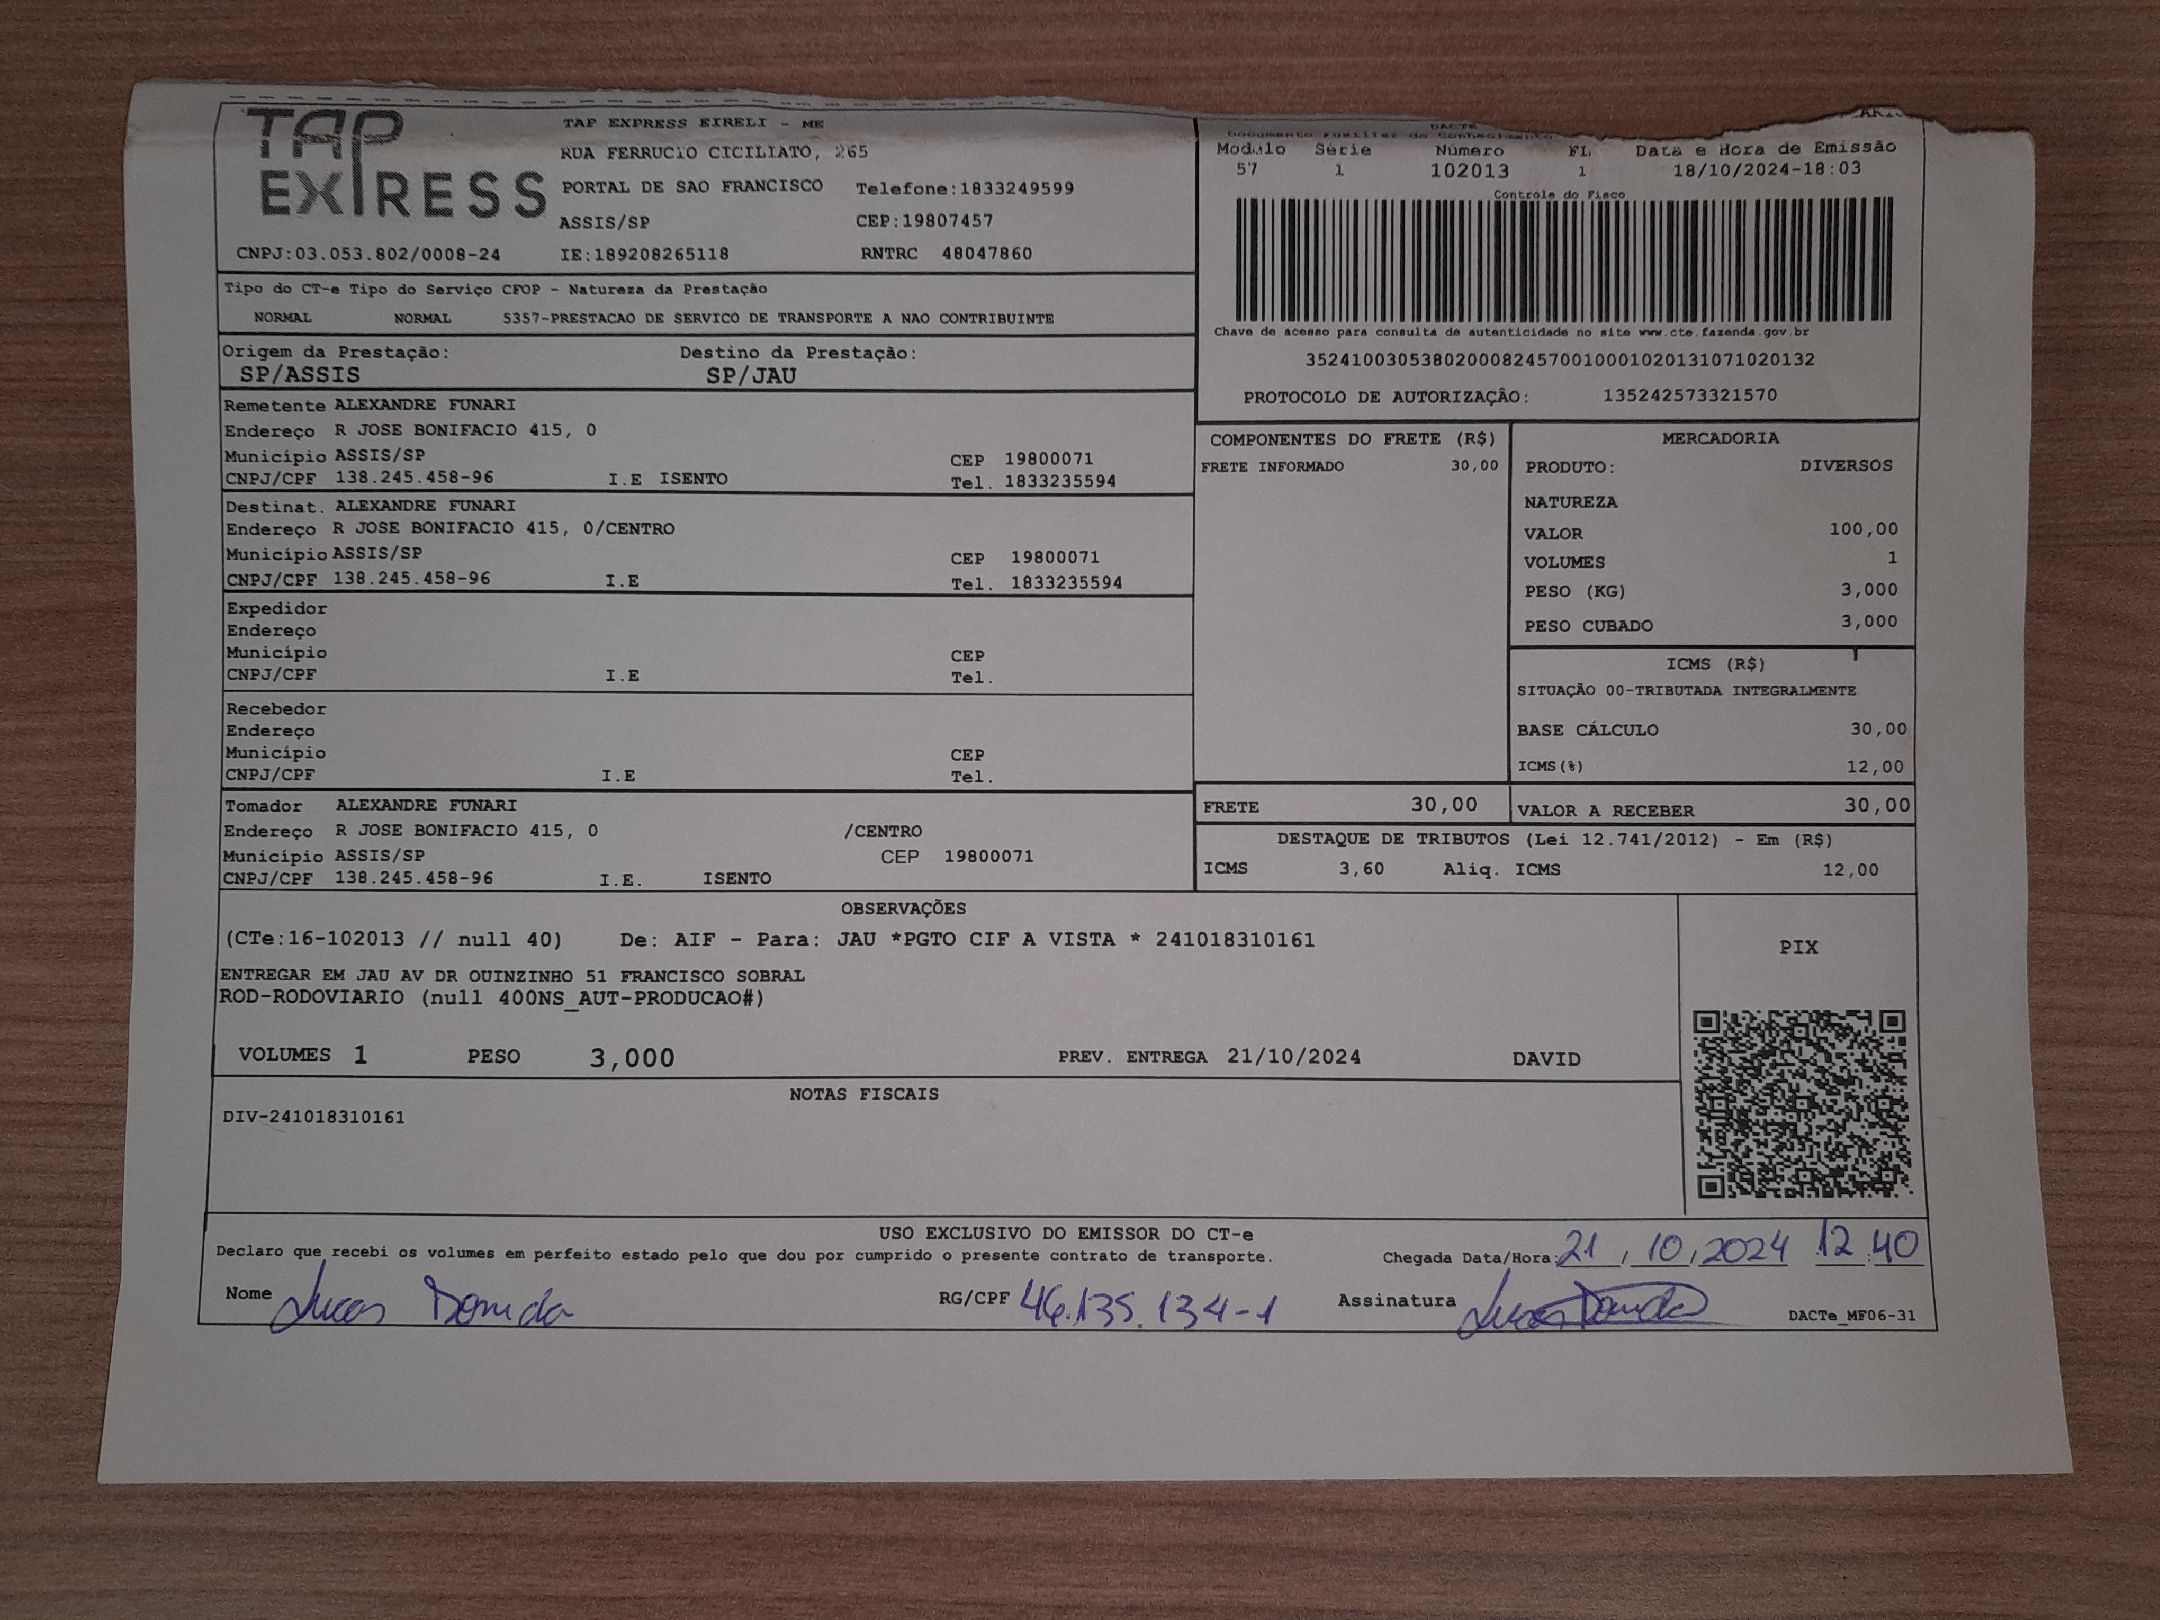 TAP
EXPRESS
TAP EXPRESS EIRELI - ME
RUA FERRUCIO CICILIATO, 265
PORTAL DE SAO FRANCISCO Telefone:1833249599
ASSIS/SP CEP:19807457
CNPJ:03.053.802/0008-24 IE:189208265118 RNTRC 48047860
DACTE
Documento Auxiliar do Conhecimento
Modulo Série Número FL Data e Hora de Emissão
57 1 102013 1 18/10/2024-18:03
Controle do Fisco
Chave de acesso para consulta de autenticidade no site www.cte.fazenda.gov.br
35241003053802000824570010001020131071020132
PROTOCOLO DE AUTORIZAÇÃO: 135242573321570
Tipo do CT-e Tipo do Serviço CFOP - Natureza da Prestação
NORMAL NORMAL 5357-PRESTACAO DE SERVICO DE TRANSPORTE A NAO CONTRIBUINTE
Origem da Prestação: Destino da Prestação:
SP/ASSIS SP/JAU
Remetente ALEXANDRE FUNARI
Endereço R JOSE BONIFACIO 415, 0
Município ASSIS/SP CEP 19800071
CNPJ/CPF 138.245.458-96 I.E ISENTO Tel. 1833235594
Destinat. ALEXANDRE FUNARI
Endereço R JOSE BONIFACIO 415, 0/CENTRO
Município ASSIS/SP CEP 19800071
CNPJ/CPF 138.245.458-96 I.E Tel. 1833235594
Expedidor
Endereço
Município CEP
CNPJ/CPF I.E Tel.
Recebedor
Endereço
Município CEP
CNPJ/CPF I.E Tel.
Tomador ALEXANDRE FUNARI
Endereço R JOSE BONIFACIO 415, 0 /CENTRO
Município ASSIS/SP CEP 19800071
CNPJ/CPF 138.245.458-96 I.E. ISENTO
COMPONENTES DO FRETE (R$)
FRETE INFORMADO 30,00
MERCADORIA
PRODUTO: DIVERSOS
NATUREZA
VALOR 100,00
VOLUMES 1
PESO (KG) 3,000
PESO CUBADO 3,000
ICMS (R$)
SITUAÇÃO 00-TRIBUTADA INTEGRALMENTE
BASE CÁLCULO 30,00
ICMS(%) 12,00
FRETE 30,00 VALOR A RECEBER 30,00
DESTAQUE DE TRIBUTOS (Lei 12.741/2012) - Em (R$)
ICMS 3,60 Aliq. ICMS 12,00
OBSERVAÇÕES
(CTe:16-102013 // null 40) De: AIF - Para: JAU *PGTO CIF A VISTA * 241018310161
ENTREGAR EM JAU AV DR QUINZINHO 51 FRANCISCO SOBRAL
ROD-RODOVIARIO (null 400NS_AUT-PRODUCAO#)
VOLUMES 1 PESO 3,000 PREV. ENTREGA 21/10/2024 DAVID
PIX
NOTAS FISCAIS
DIV-241018310161
USO EXCLUSIVO DO EMISSOR DO CT-e
Declaro que recebi os volumes em perfeito estado pelo que dou por cumprido o presente contrato de transporte. Chegada Data/Hora: 21, 10, 2024 12:40
Nome Lucas RG/CPF 46.135.134-1 Assinatura Lucas
DACTe_MF06-31